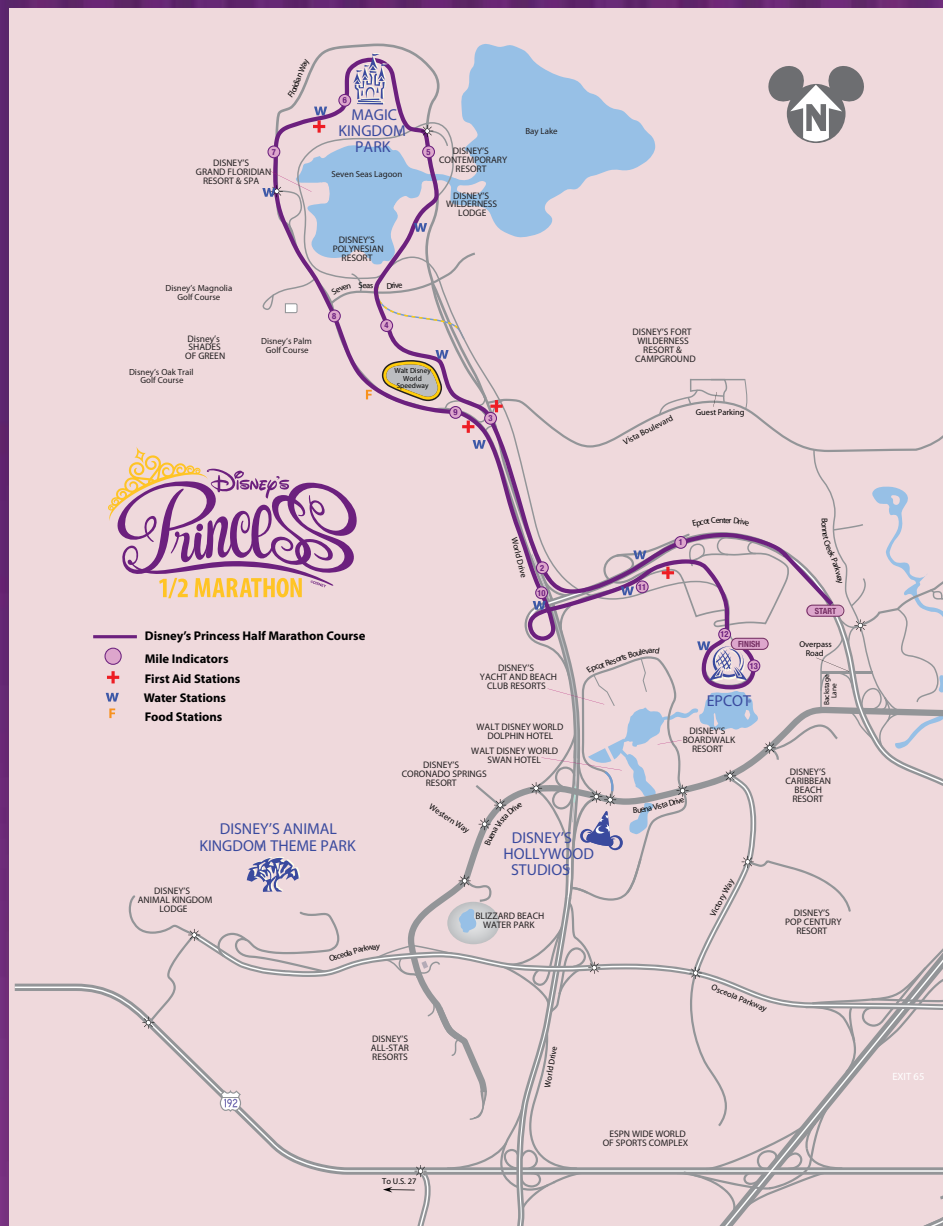 Floridian Way
W
6
MAGIC
KINGDOM
PARK
N
Bay Lake
7
5
DISNEY'S
CONTEMPORARY
RESORT
DISNEY'S
GRAND FLORIDIAN
RESORT & SPA
Seven Seas Lagoon
W
DISNEY'S
WILDERNESS
LODGE
W
DISNEY'S
POLYNESIAN
RESORT
Seven Seas Drive
Disney's Magnolia
Golf Course
8
4
Disney's
SHADES
OF GREEN
Disney's Palm
Golf Course
Disney's Oak Trail
Golf Course
W
Walt Disney
World
Speedway
F
9
3
W
DISNEY'S FORT
WILDERNESS
RESORT &
CAMPGROUND
Guest Parking
Vista Boulevard
DISNEY'S
PRINCESS
1/2 MARATHON
World Drive
Epcot Center Drive
Bonnet Creek Parkway
1
W
2
10
W
W
11
START
12
W
FINISH
13
EPCOT
Overpass
Road
Backstage
Lane
Disney's Princess Half Marathon Course
Mile Indicators
First Aid Stations
W Water Stations
F Food Stations
Epcot Resorts Boulevard
DISNEY'S
YACHT AND BEACH
CLUB RESORTS
WALT DISNEY WORLD
DOLPHIN HOTEL
WALT DISNEY WORLD
SWAN HOTEL
DISNEY'S
BOARDWALK
RESORT
DISNEY'S
CORONADO SPRINGS
RESORT
DISNEY'S
CARIBBEAN
BEACH
RESORT
Western Way
Buena Vista Drive
Buena Vista Drive
DISNEY'S
HOLLYWOOD
STUDIOS
DISNEY'S ANIMAL
KINGDOM THEME PARK
DISNEY'S
ANIMAL KINGDOM
LODGE
BLIZZARD BEACH
WATER PARK
Victory Way
DISNEY'S
POP CENTURY
RESORT
Osceola Parkway
Osceola Parkway
DISNEY'S
ALL-STAR
RESORTS
World Drive
EXIT 65
192
ESPN WIDE WORLD
OF SPORTS COMPLEX
To U.S. 27